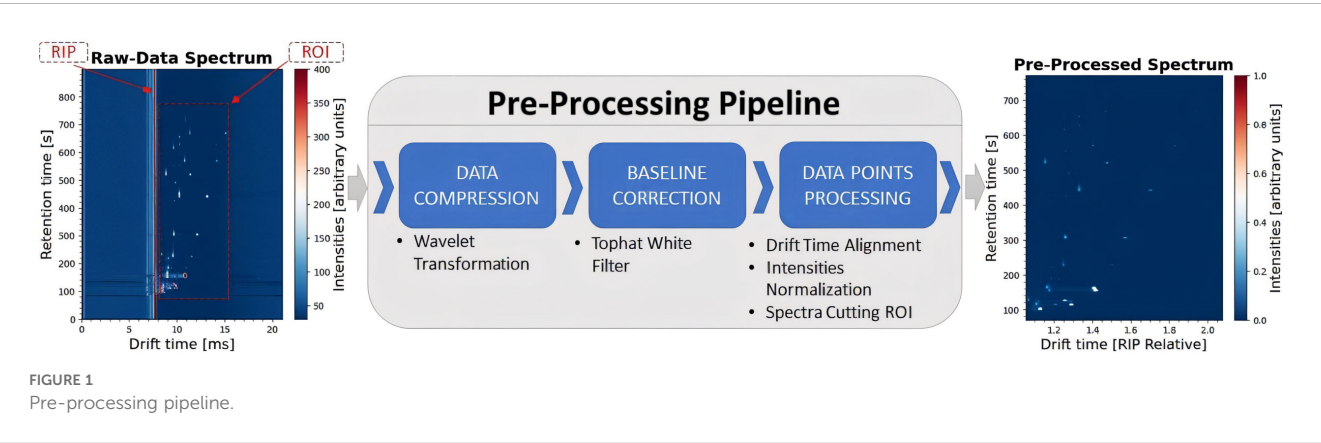 RIP
ROI
Raw-Data Spectrum
Retention time [s]
800
700
600
500
400
300
200
100
0
0
5
10
15
20
Drift time [ms]
400
350
300
250
200
150
100
50
Intensities [arbitrary units]
Pre-Processing Pipeline
DATA
COMPRESSION
• Wavelet
Transformation
BASELINE
CORRECTION
• Tophat White
Filter
DATA POINTS
PROCESSING
• Drift Time Alignment
• Intensities
Normalization
• Spectra Cutting ROI
Pre-Processed Spectrum
Retention time [s]
700
600
500
400
300
200
100
1.2
1.4
1.6
1.8
2.0
Drift time [RIP Relative]
1.0
0.8
0.6
0.4
0.2
0.0
Intensities [arbitrary units]
FIGURE 1
Pre-processing pipeline.